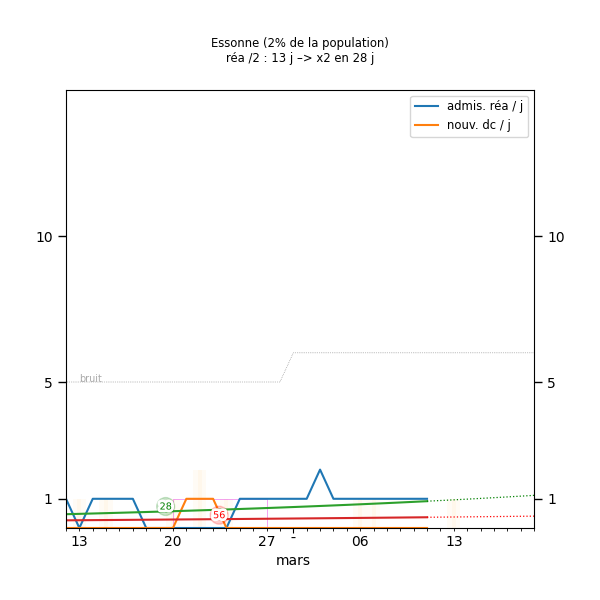 Essonne (2% de la population)
réa /2 : 13 j –> x2 en 28 j
admis. réa / j
nouv. dc / j
10 10
bruit
5 5
1 1
28
56
13 20 27 - 06 13
mars